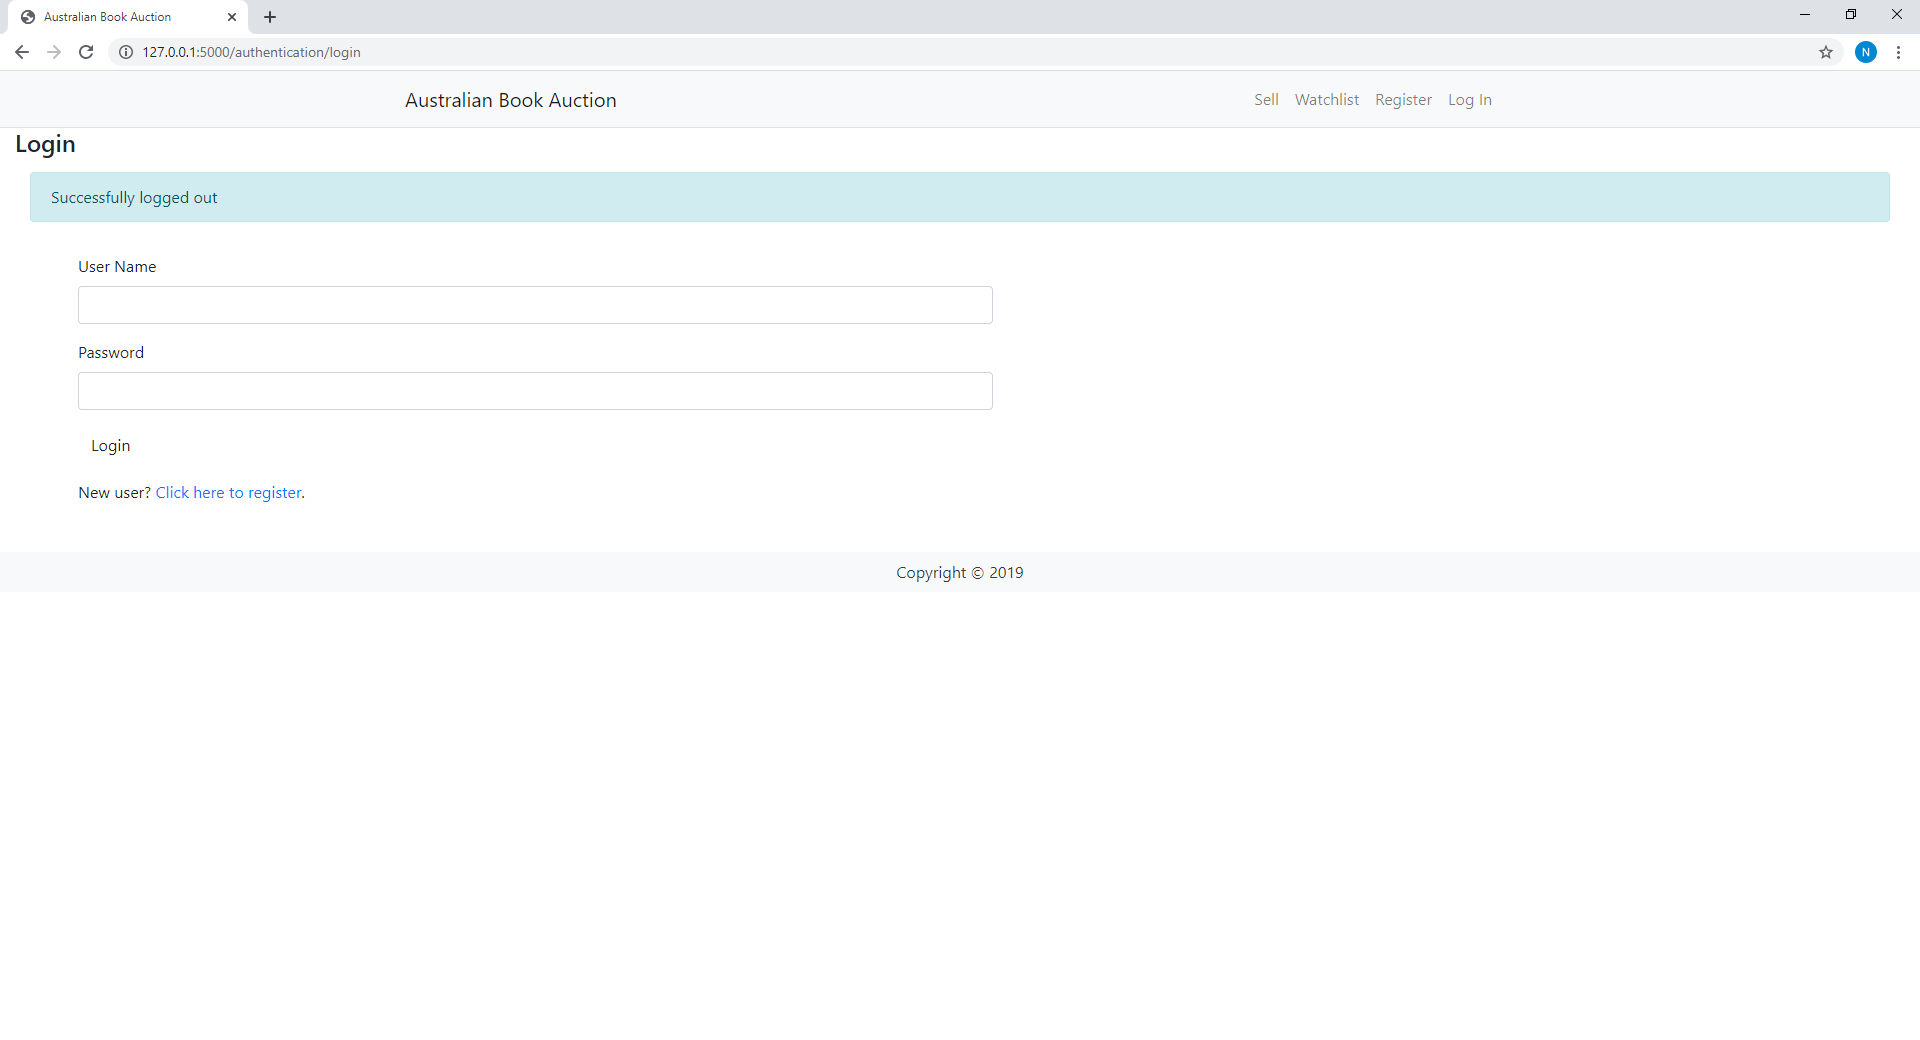 Australian Book Auction
127.0.0.1:5000/authentication/login
N
Australian Book Auction
Sell Watchlist Register Log In
Login
Successfully logged out
User Name
Password
Login
New user? Click here to register.
Copyright © 2019